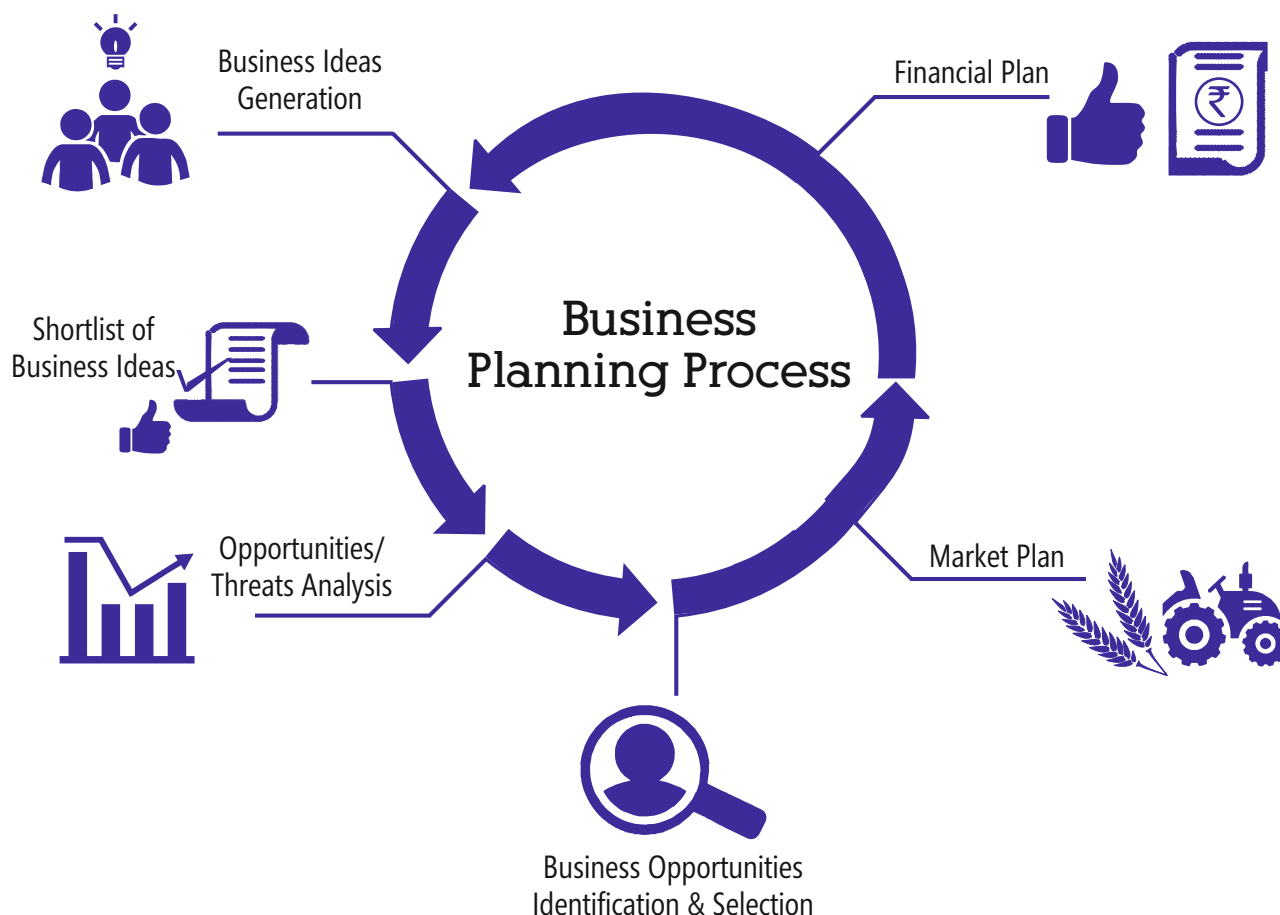 Business Ideas
Generation
Financial Plan
₹
Business
Planning Process
Shortlist of
Business Ideas
Opportunities/
Threats Analysis
Market Plan
Business Opportunities
Identification & Selection